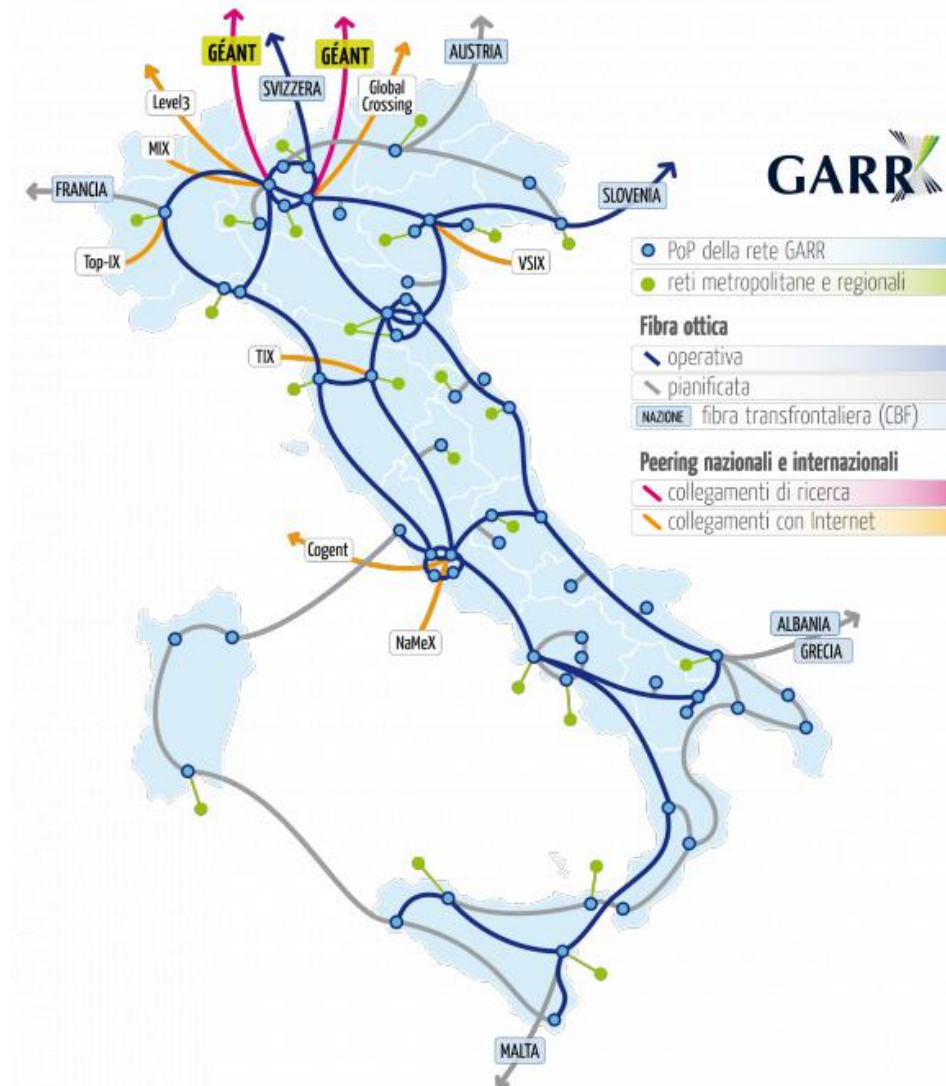 GÉANT
GÉANT
AUSTRIA
SVIZZERA
Global
Crossing
Level3
MIX
FRANCIA
SLOVENIA
Top-IX
VSIX
TIX
Cogent
NaMeX
ALBANIA
GRECIA
MALTA
GARR
PoP della rete GARR
reti metropolitane e regionali
Fibra ottica
operativa
pianificata
NAZIONE fibra transfrontaliera (CBF)
Peering nazionali e internazionali
collegamenti di ricerca
collegamenti con Internet